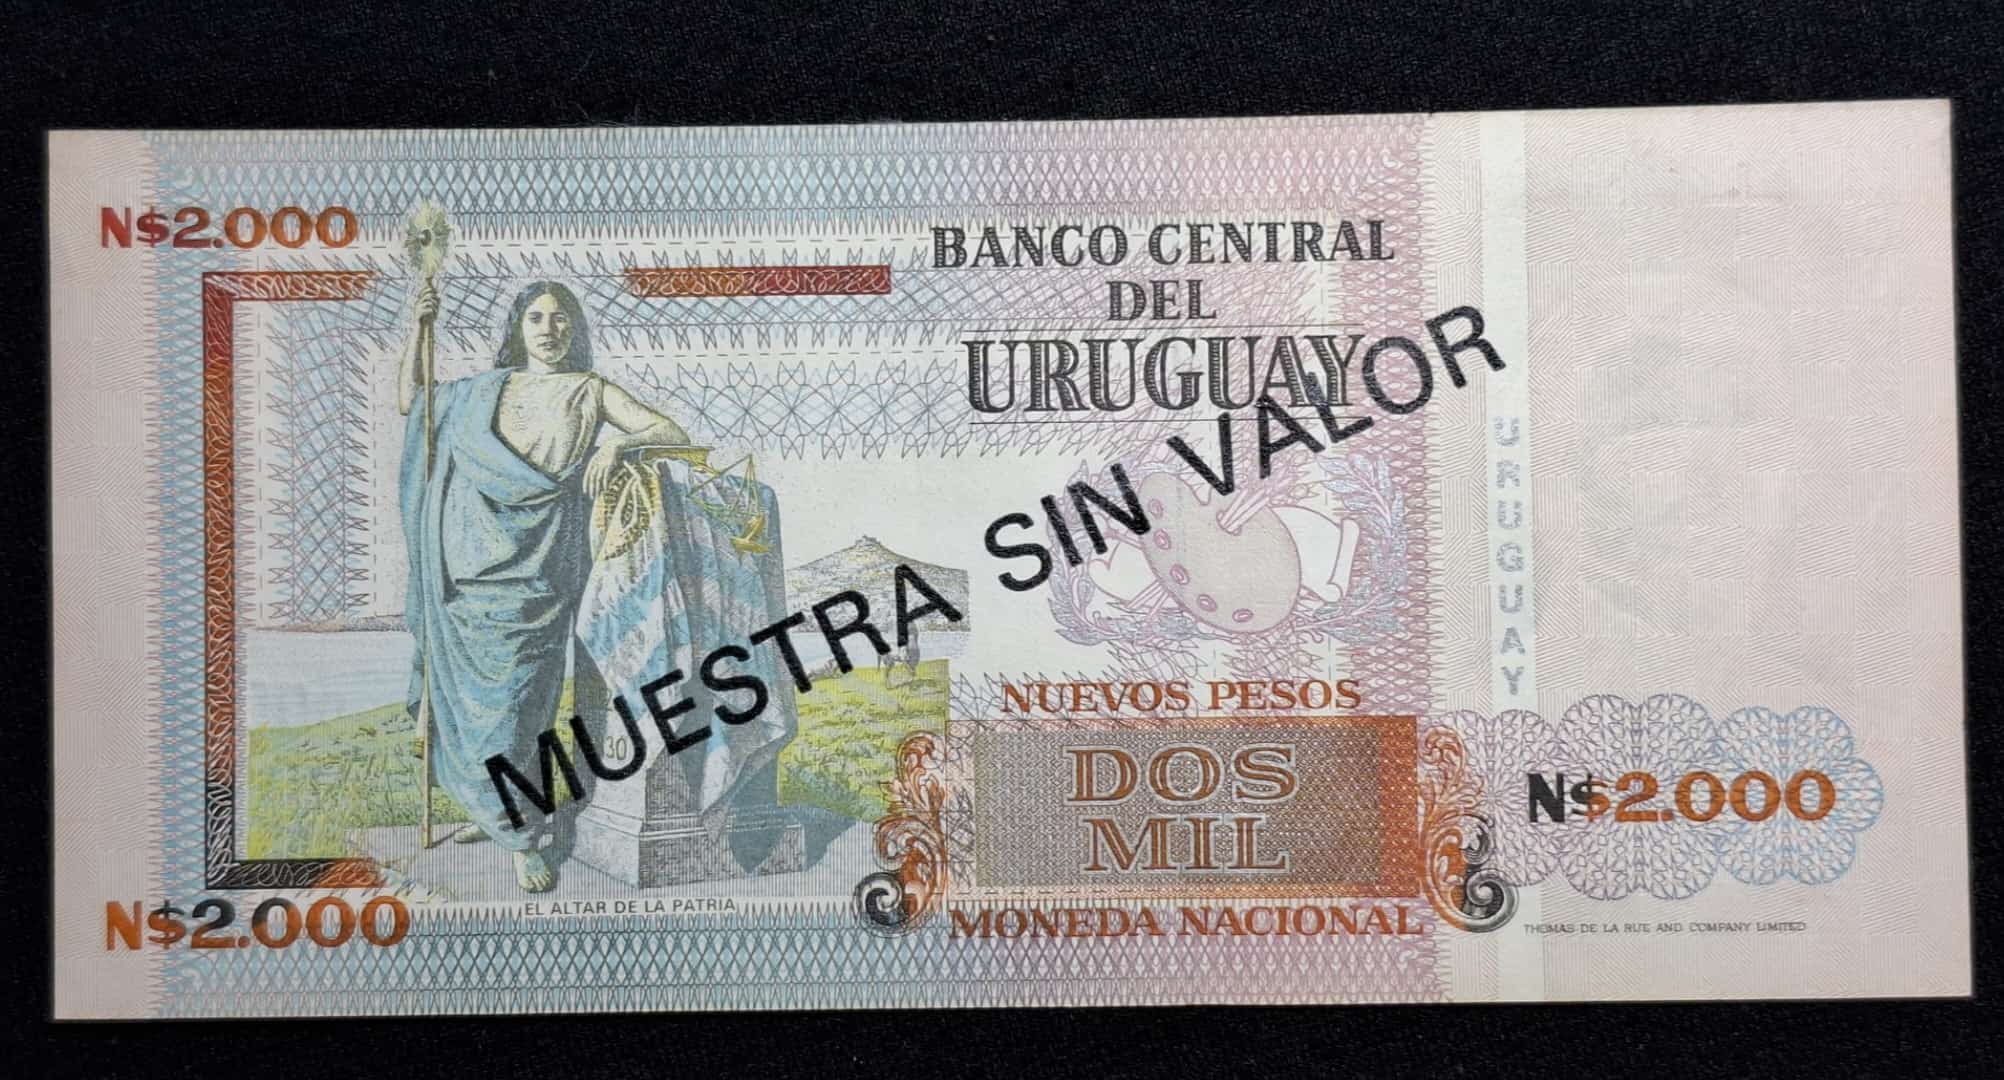 N$2.000
BANCO CENTRAL
DEL
URUGUAY
MUESTRA SIN VALOR
URUGUAY
NUEVOS PESOS
DOS
MIL
N$2.000
30
EL ALTAR DE LA PATRIA
N$2.000
MONEDA NACIONAL
THOMAS DE LA RUE AND COMPANY LIMITED